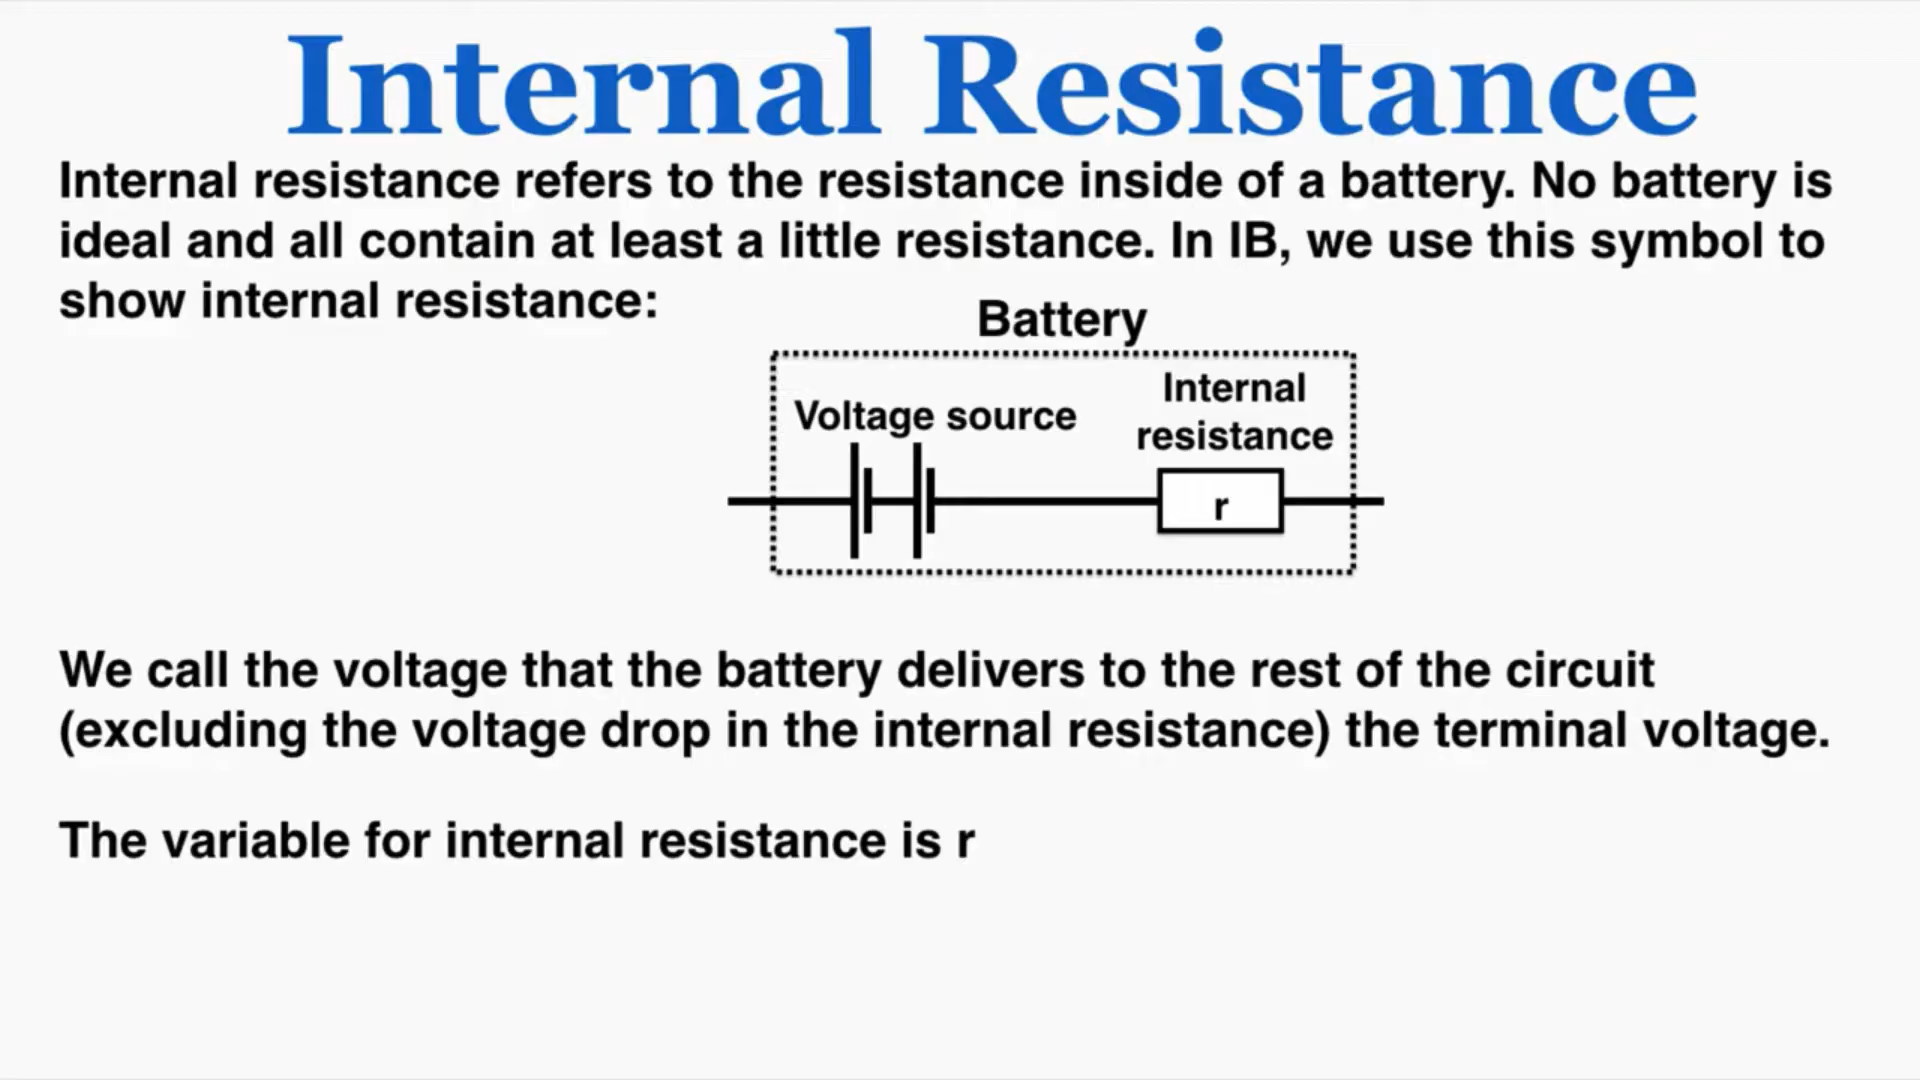 Internal Resistance
Internal resistance refers to the resistance inside of a battery. No battery is
ideal and all contain at least a little resistance. In IB, we use this symbol to
show internal resistance:
Battery
Voltage source
Internal
resistance
r
We call the voltage that the battery delivers to the rest of the circuit
(excluding the voltage drop in the internal resistance) the terminal voltage.
The variable for internal resistance is r